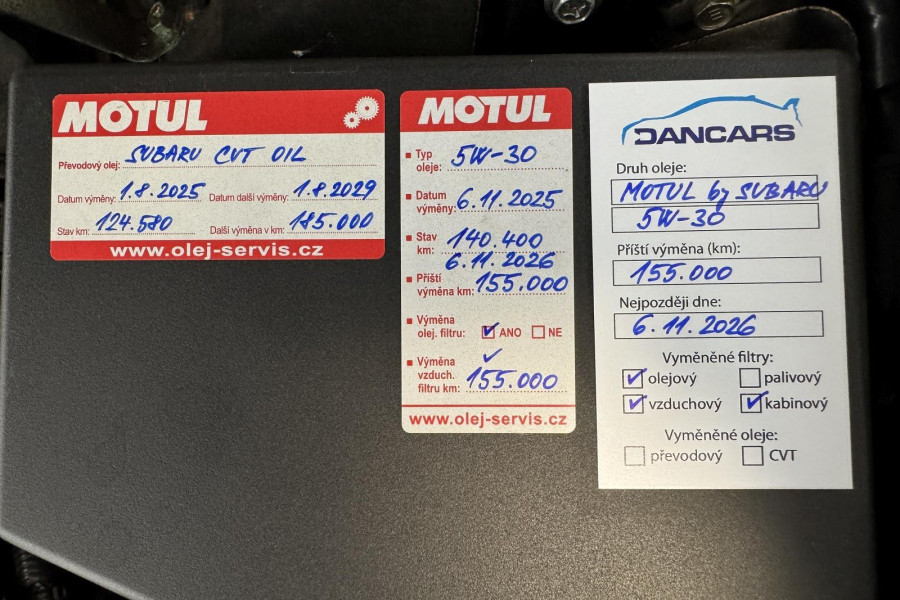 MOTUL
Převodový olej: SUBARU CVT OIL
Datum výměny: 1.8.2025 Datum další výměny: 1.8.2029
Stav km: 124.580 Další výměna v km: 185.000
www.olej-servis.cz
MOTUL
Typ
oleje: 5W-30
Datum
výměny: 6.11.2025
Stav
km: 140.400
6.11.2026
Příští
výměna km: 155.000
Výměna
olej. filtru: ANO NE
Výměna
vzduch.
filtru km: 155.000
www.olej-servis.cz
DANCARS
Druh oleje:
MOTUL by SUBARU
5W-30
Příští výměna (km):
155.000
Nejpozději dne:
6.11.2026
Vyměněné filtry:
olejový palivový
vzduchový kabinový
Vyměněné oleje:
převodový CVT